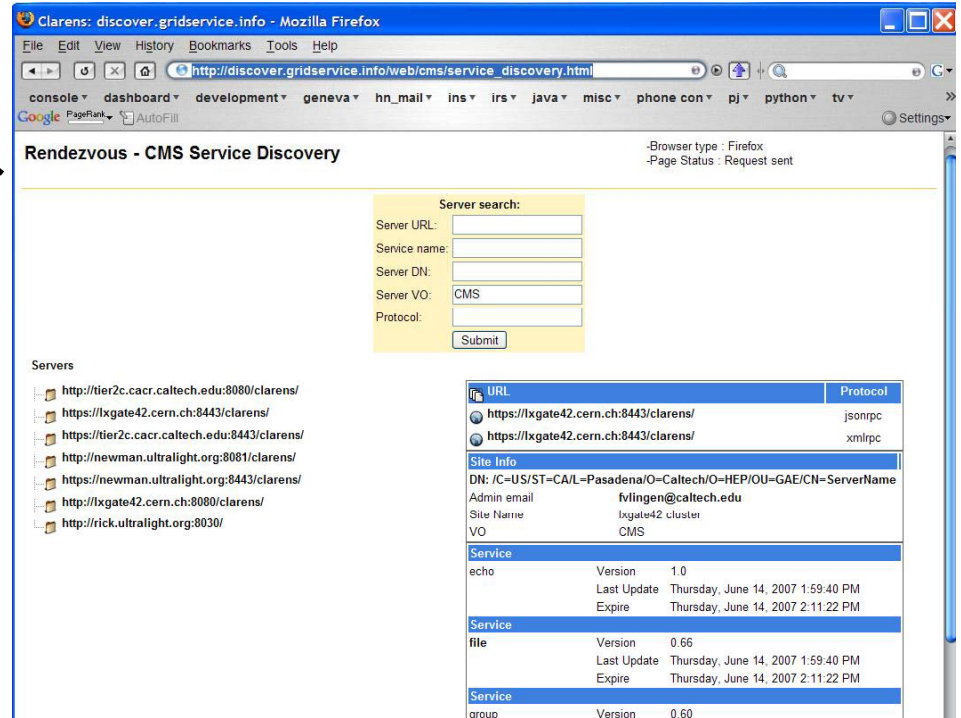 Clarens: discover.gridservice.info - Mozilla Firefox
File Edit View History Bookmarks Tools Help
http://discover.gridservice.info/web/cms/service_discovery.html
G
console dashboard development geneva hn_mail ins irs java misc phone con pj python tv »
Google PageRank AutoFill Settings
Rendezvous - CMS Service Discovery
-Browser type : Firefox
-Page Status : Request sent
Server search:
Server URL:
Service name:
Server DN:
Server VO: CMS
Protocol:
Submit
Servers
http://tier2c.cacr.caltech.edu:8080/clarens/
https://lxgate42.cern.ch:8443/clarens/
https://tier2c.cacr.caltech.edu:8443/clarens/
http://newman.ultralight.org:8081/clarens/
https://newman.ultralight.org:8443/clarens/
http://lxgate42.cern.ch:8080/clarens/
http://rick.ultralight.org:8030/
URL Protocol
https://lxgate42.cern.ch:8443/clarens/ jsonrpc
https://lxgate42.cern.ch:8443/clarens/ xmlrpc
Site Info
DN: /C=US/ST=CA/L=Pasadena/O=Caltech/O=HEP/OU=GAE/CN=ServerName
Admin email fvlingen@caltech.edu
Site Name lxgate42 cluster
VO CMS
Service
echo Version 1.0
Last Update Thursday, June 14, 2007 1:59:40 PM
Expire Thursday, June 14, 2007 2:11:22 PM
Service
file Version 0.66
Last Update Thursday, June 14, 2007 1:59:40 PM
Expire Thursday, June 14, 2007 2:11:22 PM
Service
group Version 0.60